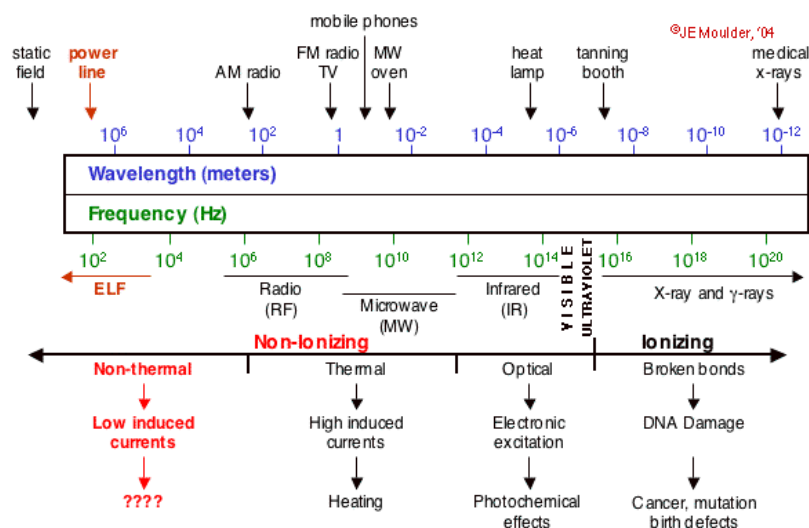 ©JE Moulder, '04
mobile phones
static field
power line
AM radio
FM radio TV
MW oven
heat lamp
tanning booth
medical x-rays
10⁶ 10⁴ 10² 1 10⁻² 10⁻⁴ 10⁻⁶ 10⁻⁸ 10⁻¹⁰ 10⁻¹²
Wavelength (meters)
Frequency (Hz)
10² 10⁴ 10⁶ 10⁸ 10¹⁰ 10¹² 10¹⁴ 10¹⁶ 10¹⁸ 10²⁰
ELF
Radio
(RF)
Microwave
(MW)
Infrared
(IR)
VISIBLE
ULTRAVIOLET
X-ray and γ-rays
Non-Ionizing
Ionizing
Non-thermal
Thermal
Optical
Broken bonds
Low induced
currents
High induced
currents
Electronic
excitation
DNA Damage
????
Heating
Photochemical
effects
Cancer, mutation
birth defects